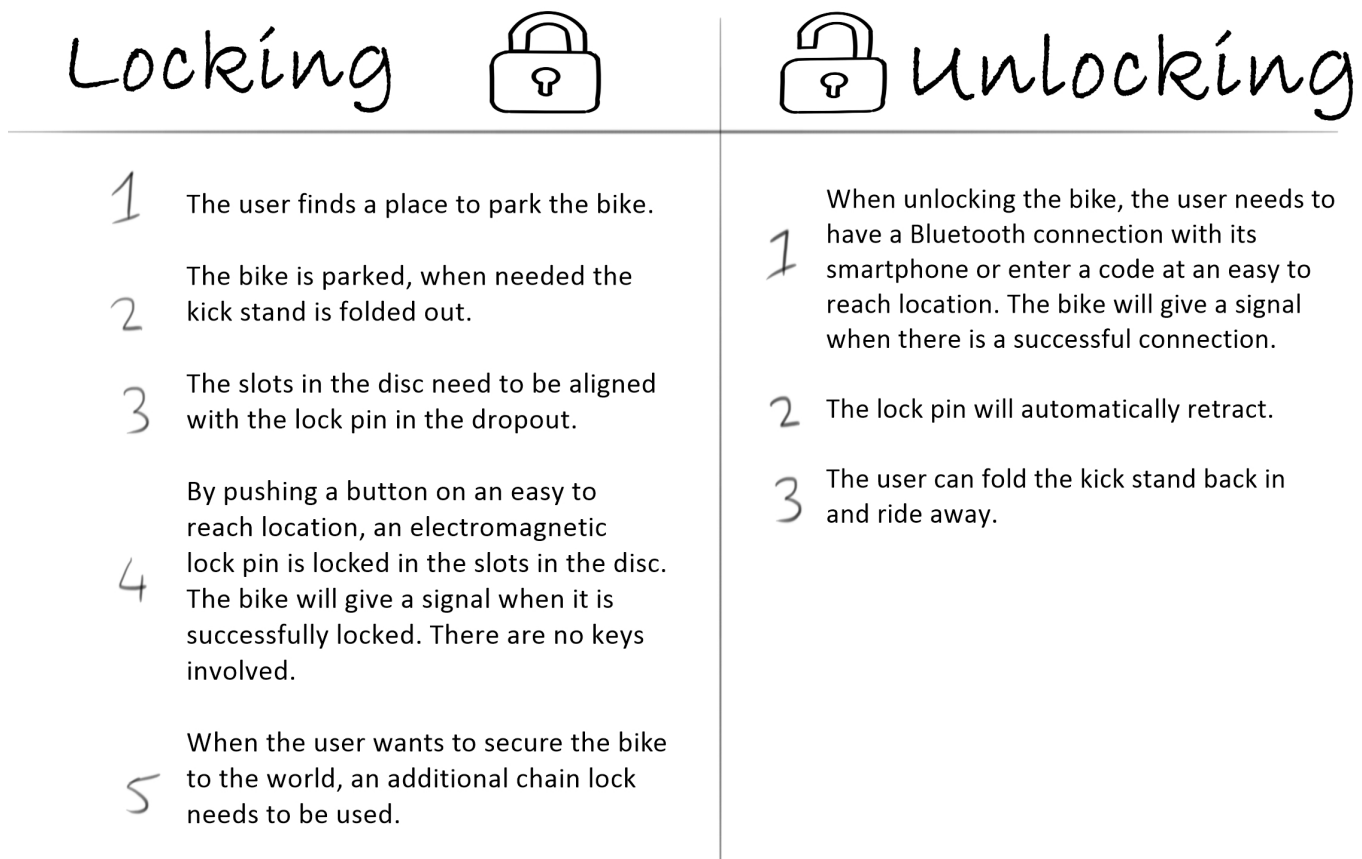 Locking
1
The user finds a place to park the bike.
2
The bike is parked, when needed the
kick stand is folded out.
3
The slots in the disc need to be aligned
with the lock pin in the dropout.
4
By pushing a button on an easy to
reach location, an electromagnetic
lock pin is locked in the slots in the disc.
The bike will give a signal when it is
successfully locked. There are no keys
involved.
5
When the user wants to secure the bike
to the world, an additional chain lock
needs to be used.
Unlocking
1
When unlocking the bike, the user needs to
have a Bluetooth connection with its
smartphone or enter a code at an easy to
reach location. The bike will give a signal
when there is a successful connection.
2
The lock pin will automatically retract.
3
The user can fold the kick stand back in
and ride away.